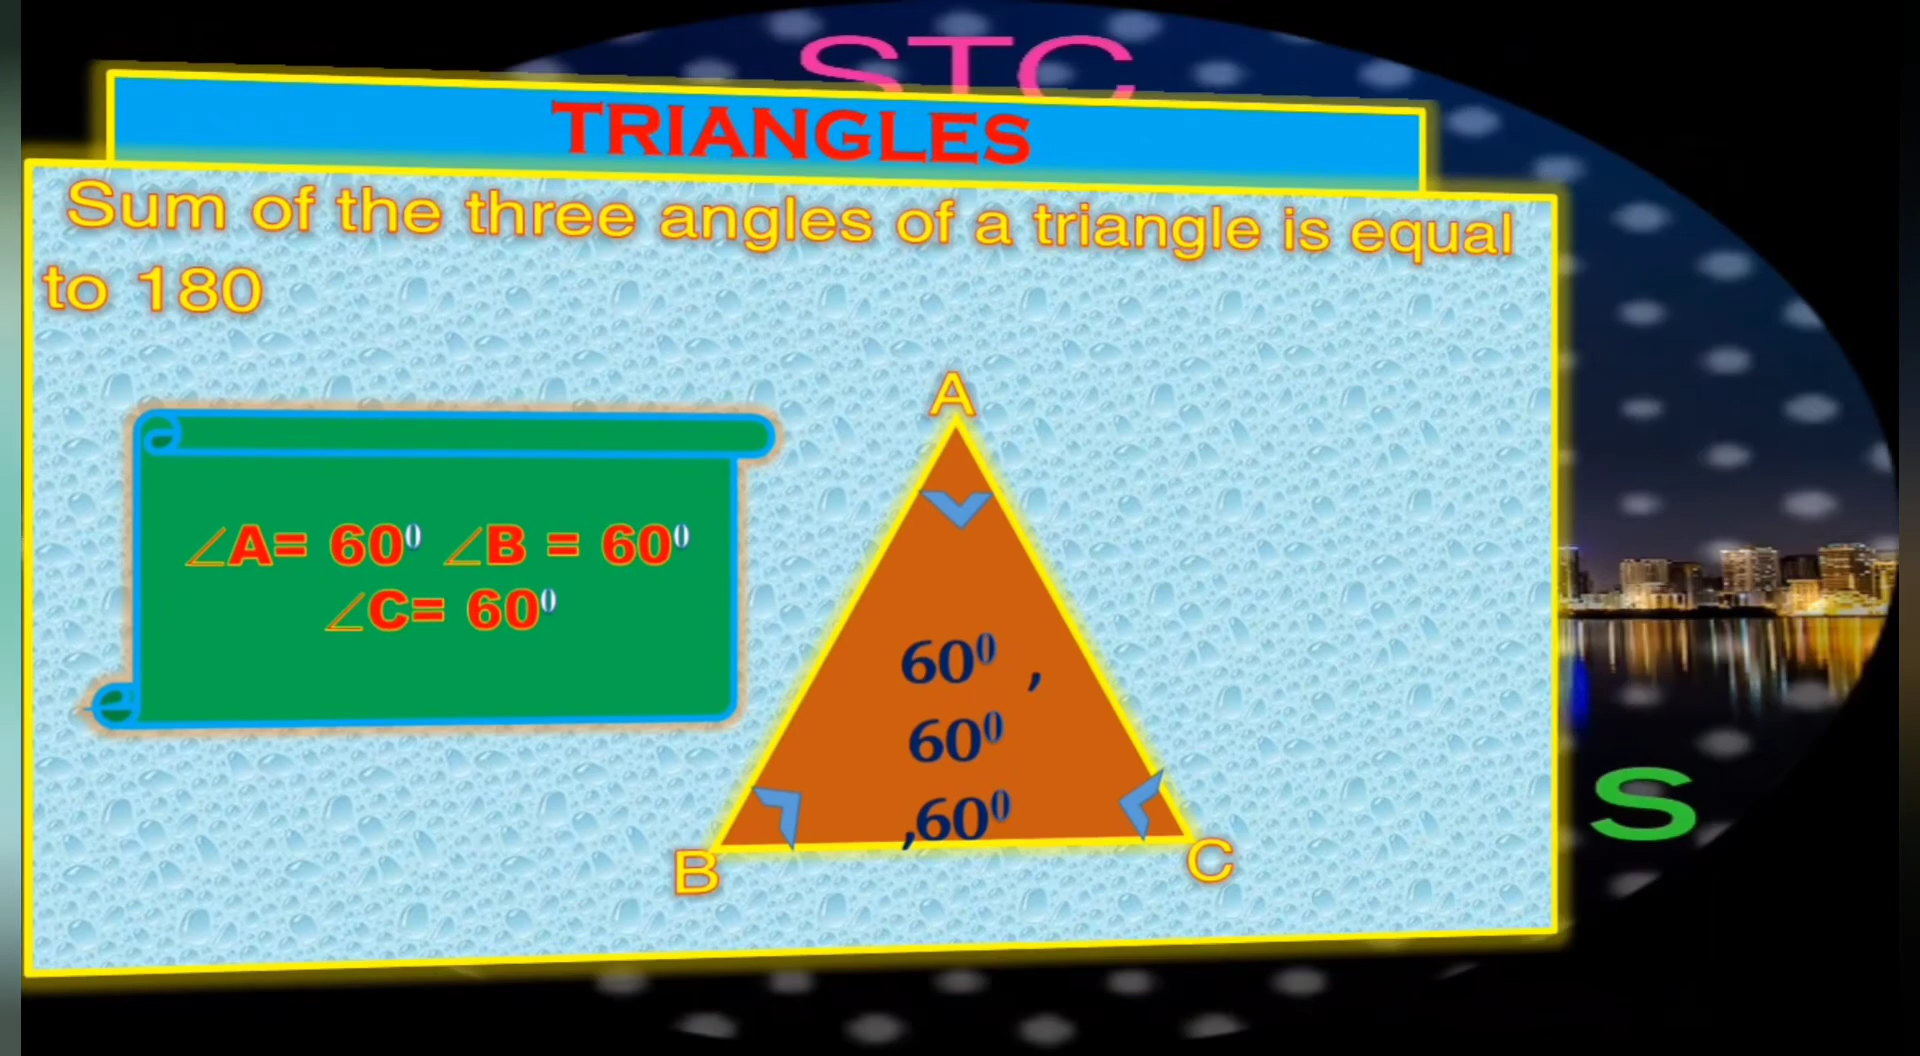 STC
TRIANGLES
Sum of the three angles of a triangle is equal
to 180
∠A= 60⁰ ∠B = 60⁰
∠C= 60⁰
A
60⁰ ,
60⁰
,60⁰
B
C
S